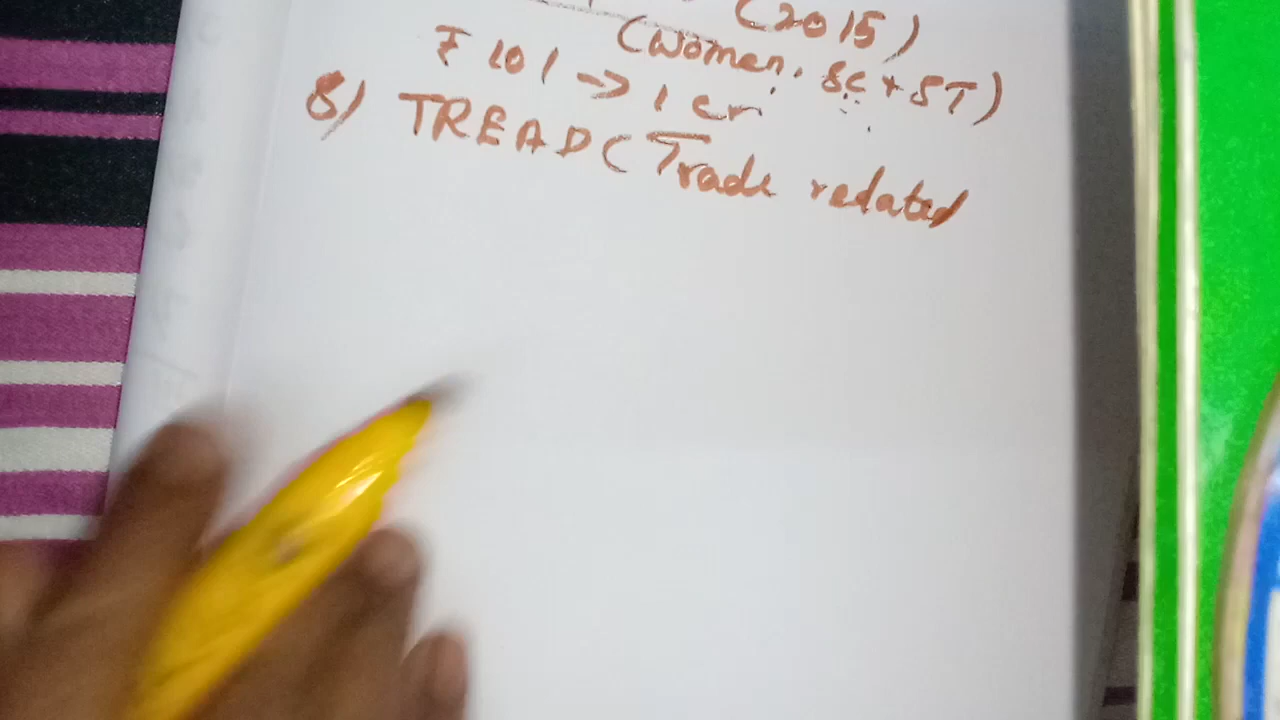 (2015)
(Women, SC + ST)
₹ 10 l → 1 cr
8) TREAD (Trade related